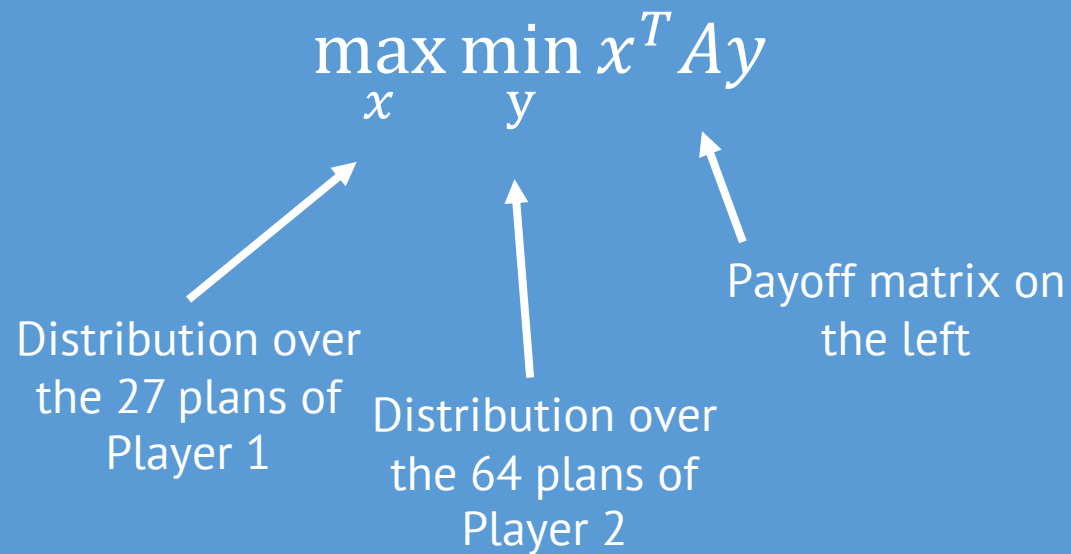 max min x^T Ay
x y
Distribution over
the 27 plans of
Player 1
Distribution over
the 64 plans of
Player 2
Payoff matrix on
the left